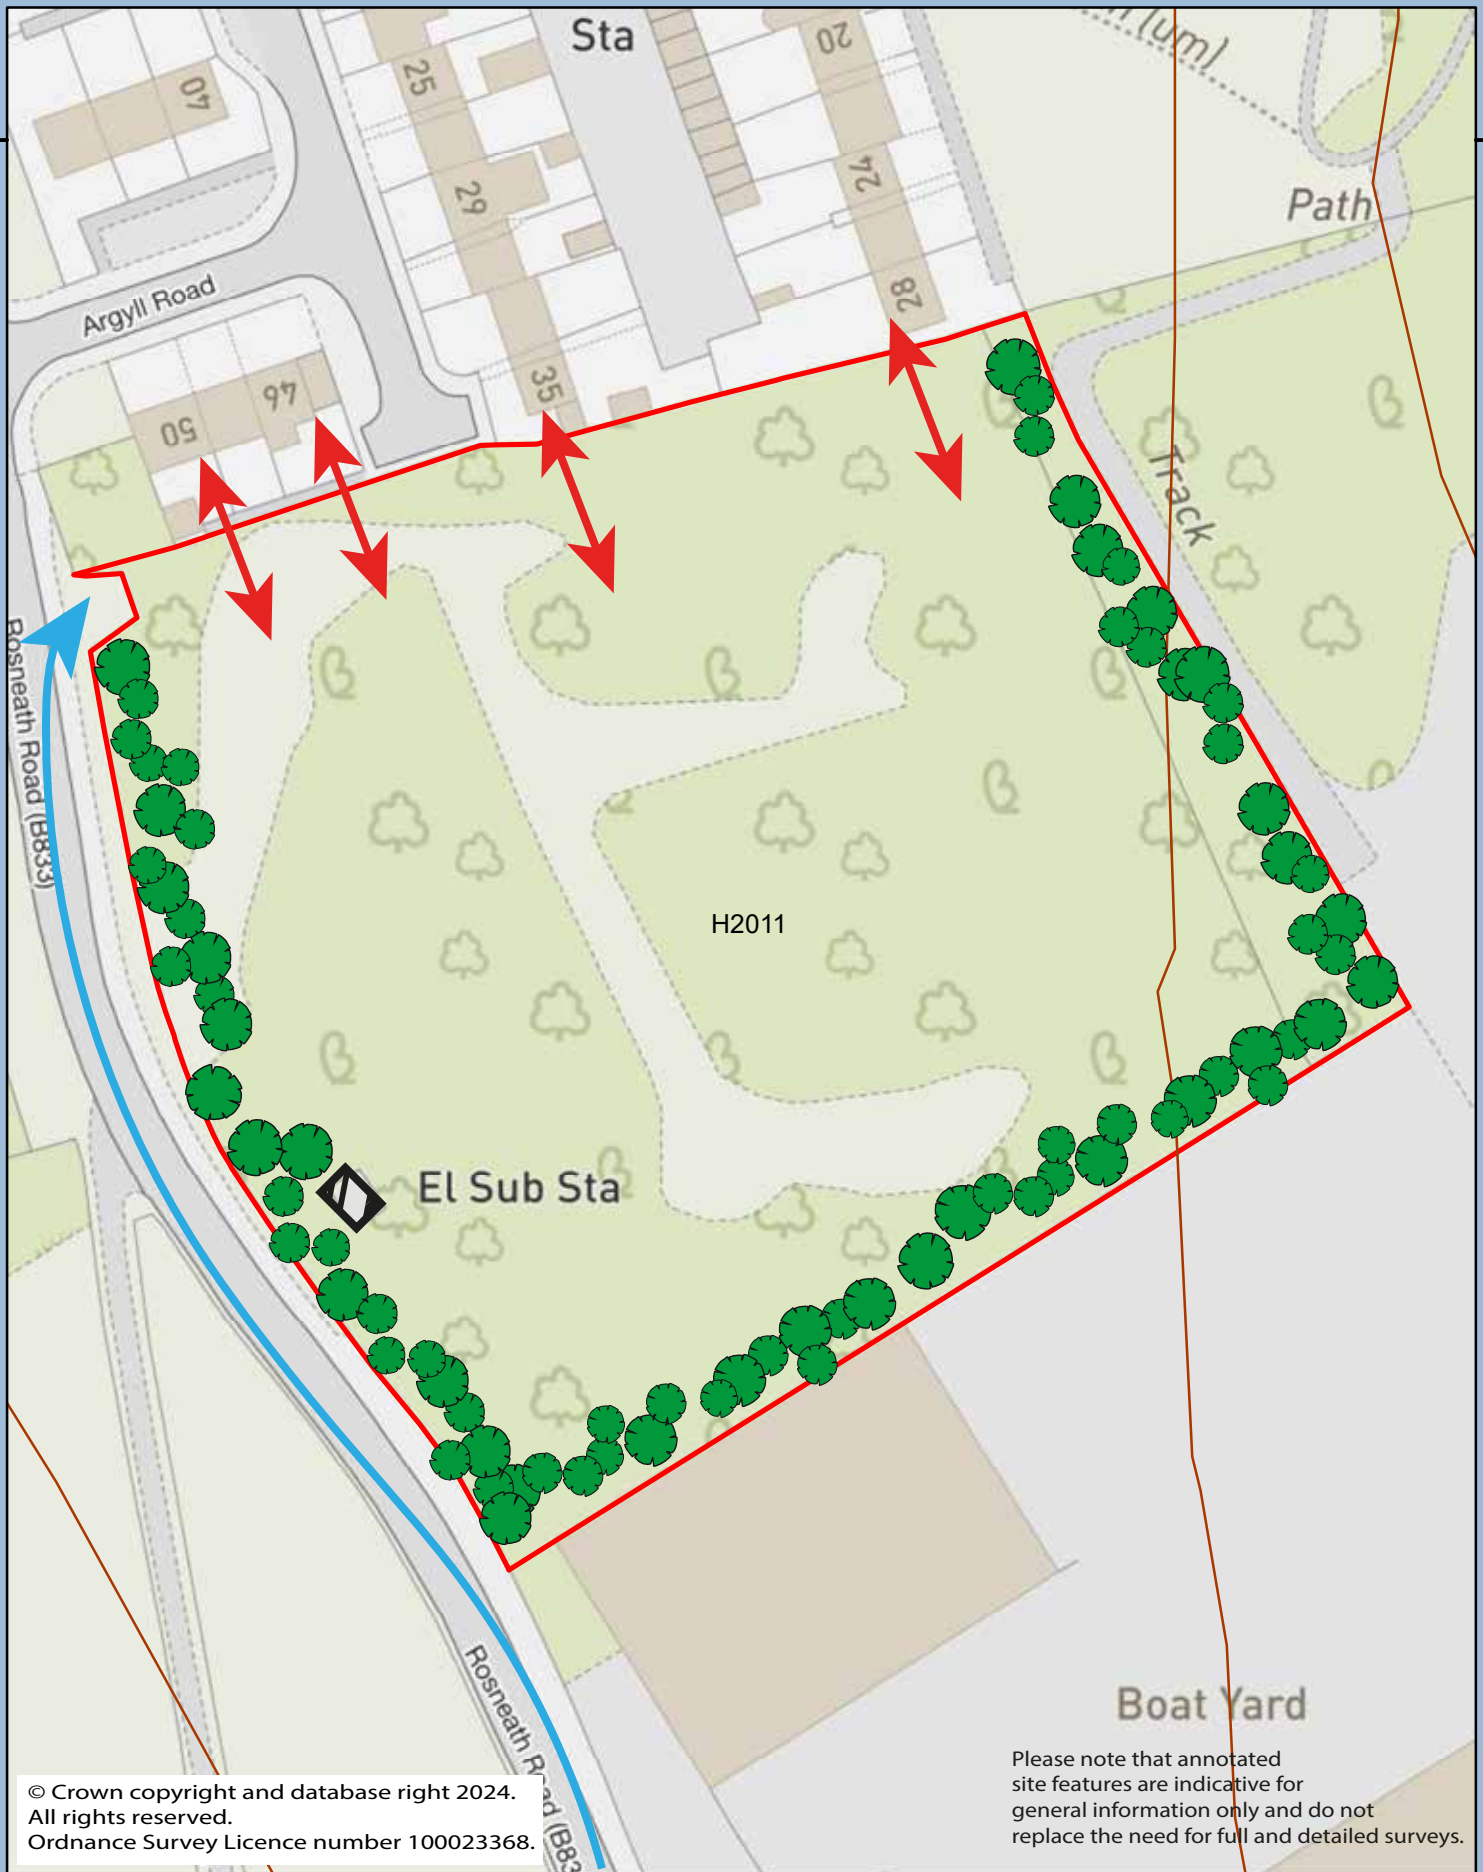 Sta
20
(um)
40
25
29
24
Path
Argyll Road
28
46
35
50
Track
Rosneath Road (B833)
H2011
El Sub Sta
Rosneath Road (B83
Boat Yard
Please note that annotated
site features are indicative for
general information only and do not
replace the need for full and detailed surveys.
© Crown copyright and database right 2024.
All rights reserved.
Ordnance Survey Licence number 100023368.